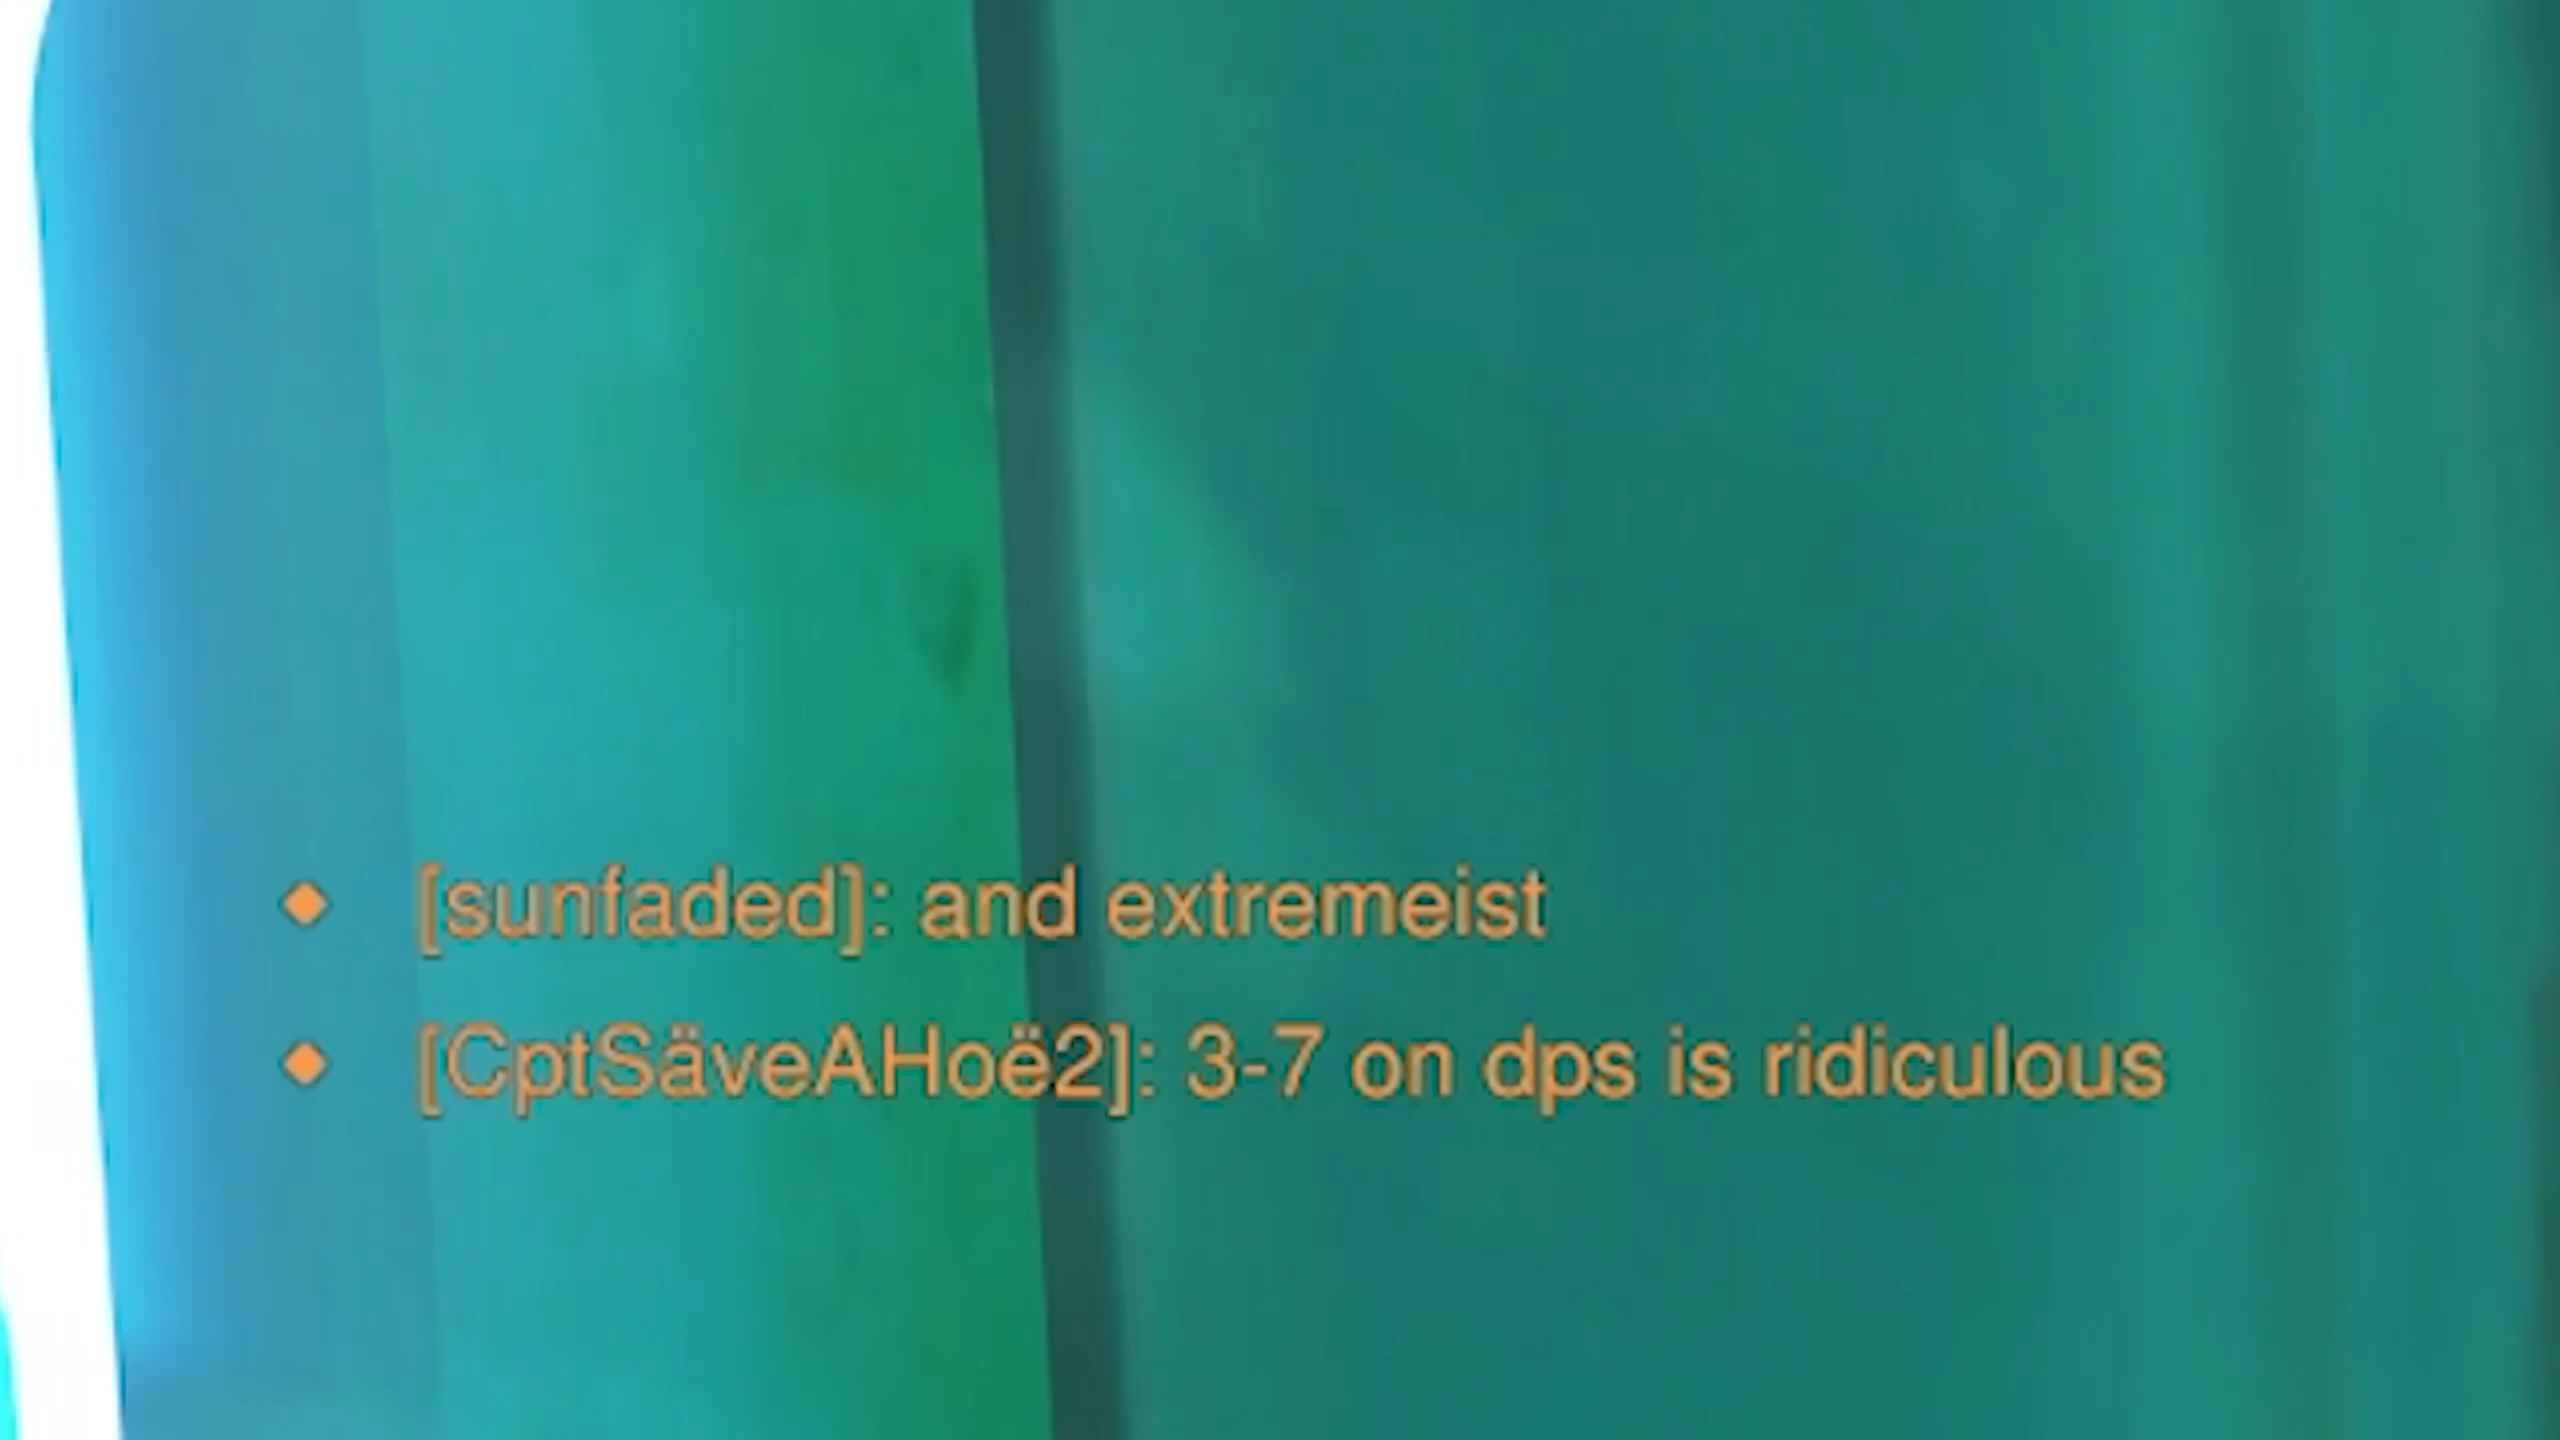 [sunfaded]: and extremeist
[CptSäveAHoë2]: 3-7 on dps is ridiculous